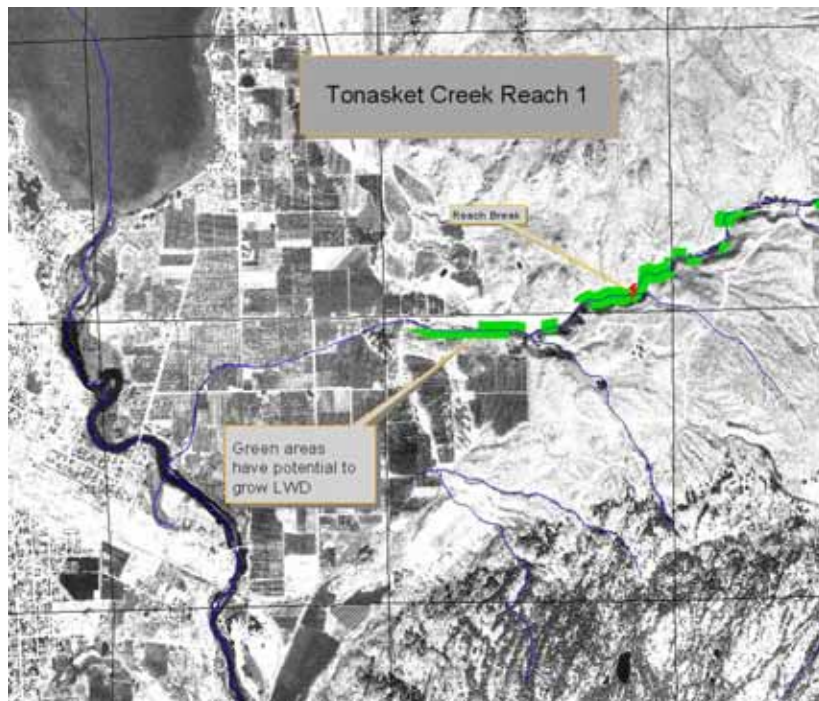 Tonasket Creek Reach 1
Reach Break
Green areas
have potential to
grow LWD